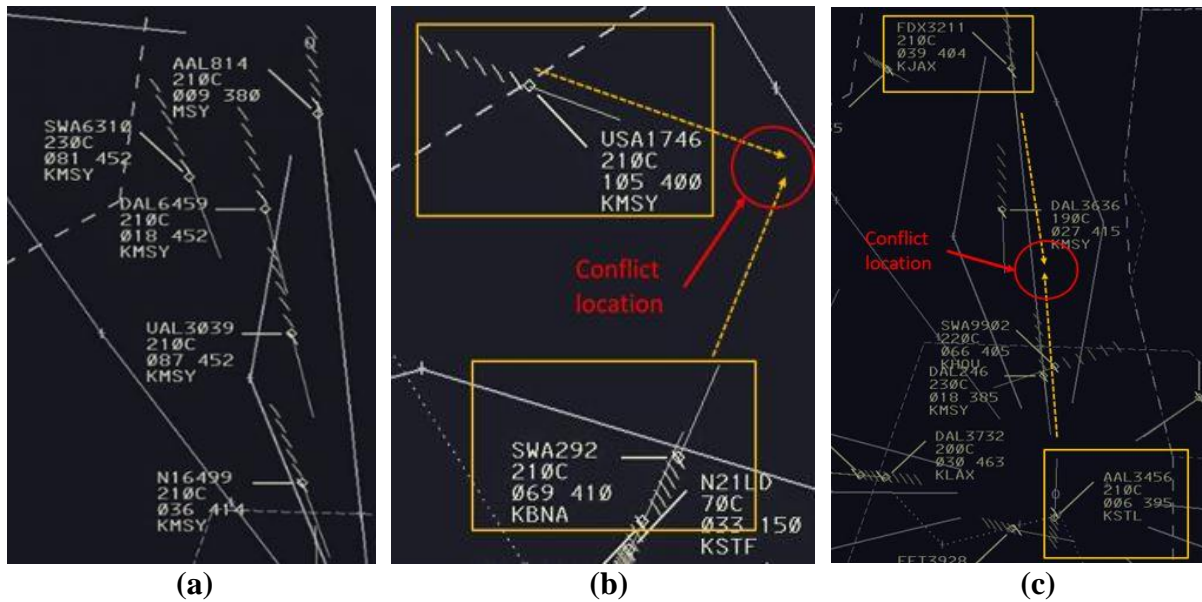 AAL814
210C
009 380
MSY
SWA6310
230C
081 452
KMSY
DAL6459
210C
018 452
KMSY
UAL3039
210C
087 452
KMSY
N16499
210C
036 414
KMSY
(a)
USA1746
210C
105 400
KMSY
Conflict
location
SWA292
210C
069 410
KBNA
N21LD
70C
033 150
KSTF
(b)
FDX3211
210C
039 404
KJAX
DAL3636
190C
027 415
KMSY
Conflict
location
SWA9902
220C
066 405
KHOU
DAL246
230C
018 385
KMSY
DAL3732
200C
030 463
KLAX
AAL3456
210C
006 395
KSTL
(c)